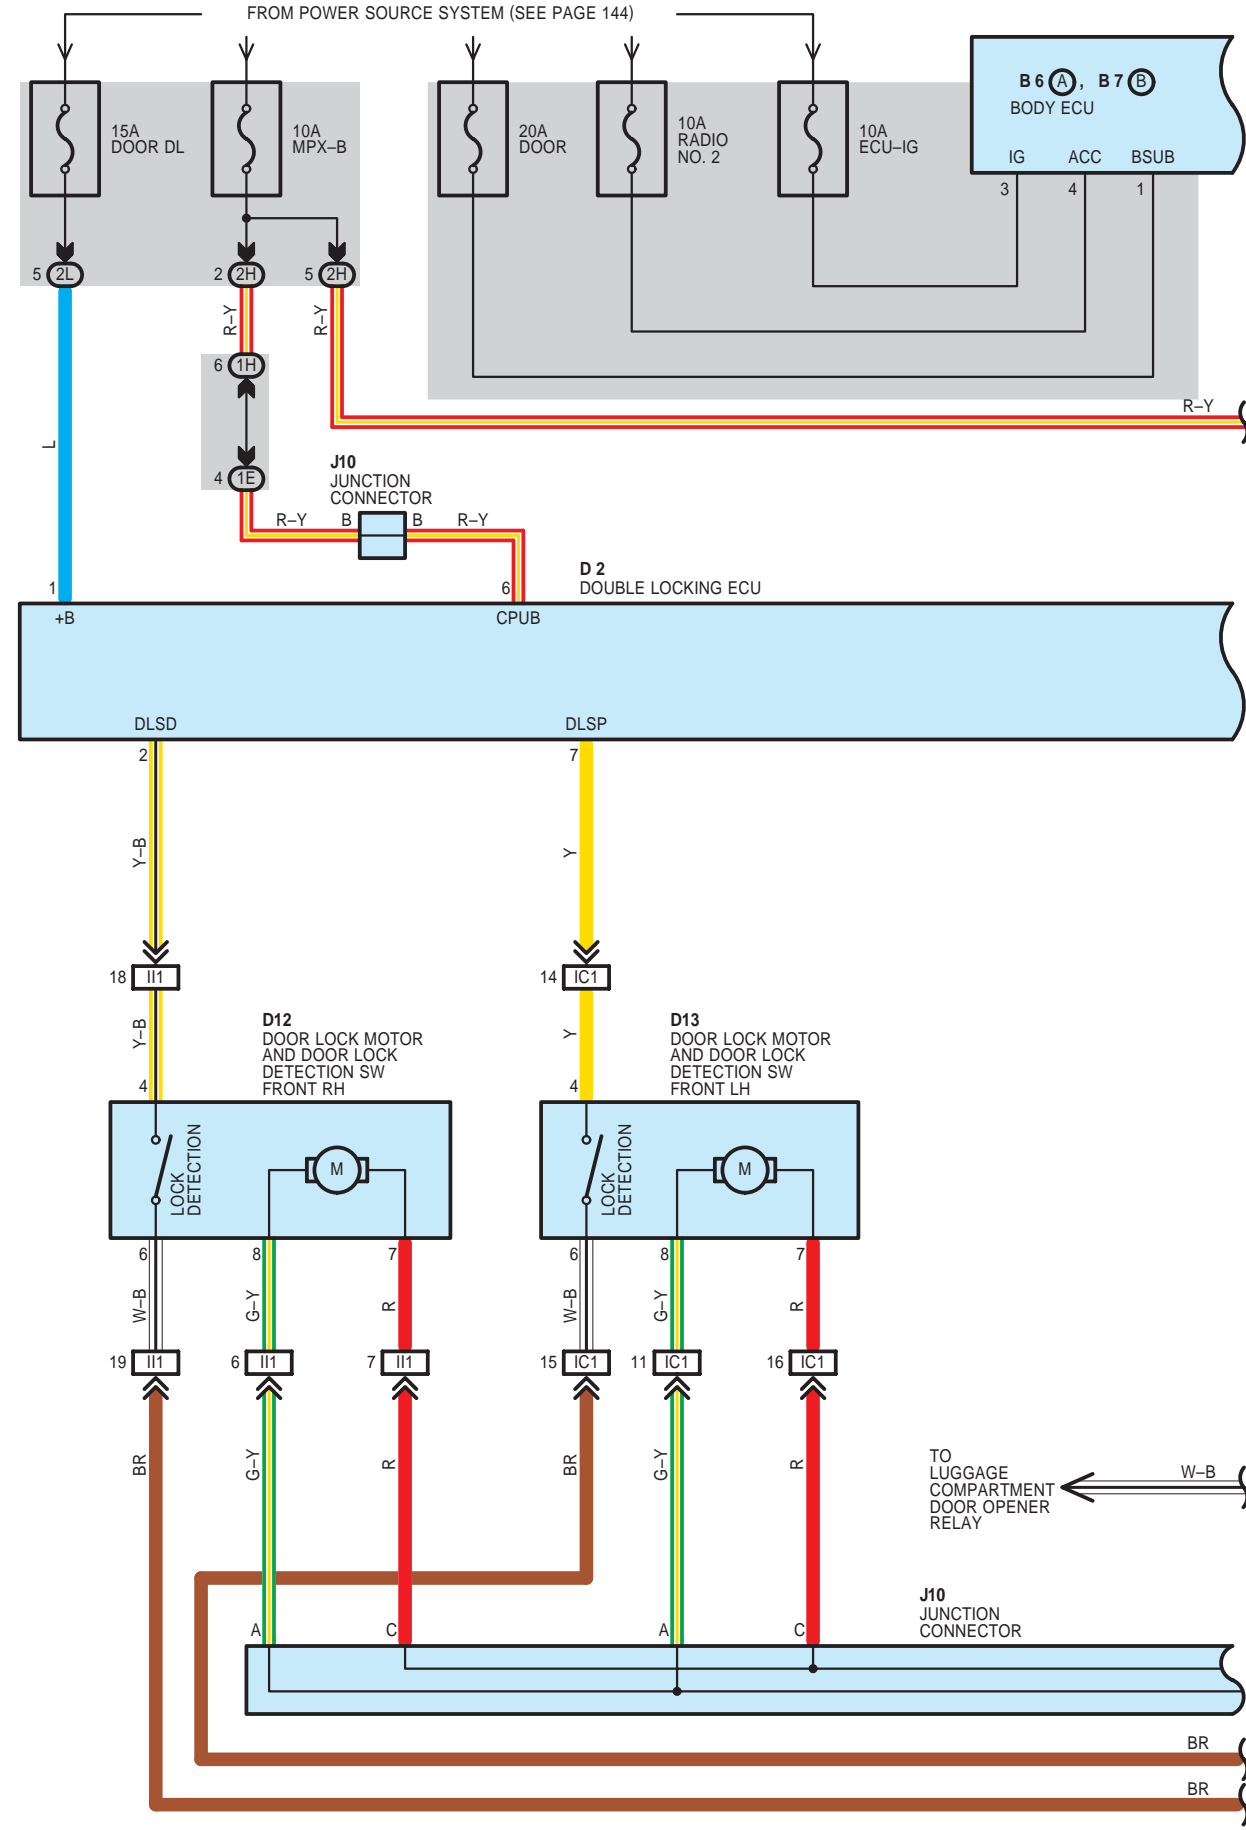 FROM POWER SOURCE SYSTEM (SEE PAGE 144)
15A
DOOR DL
10A
MPX–B
20A
DOOR
10A
RADIO
NO. 2
10A
ECU–IG
B 6 A , B 7 B
BODY ECU
IG ACC BSUB
3 4 1
5 2L
2 2H
5 2H
R–Y
R–Y
6 1H
R–Y
L
4 1E
J10
JUNCTION
CONNECTOR
R–Y B B R–Y
D 2
DOUBLE LOCKING ECU
1 6
+B CPUB
DLSD DLSP
2 7
Y–B Y
18 II1
14 IC1
Y–B Y
D12
DOOR LOCK MOTOR
AND DOOR LOCK
DETECTION SW
FRONT RH
D13
DOOR LOCK MOTOR
AND DOOR LOCK
DETECTION SW
FRONT LH
4 4
LOCK
DETECTION
M
LOCK
DETECTION
M
6 8 7 6 8 7
W–B G–Y R W–B G–Y R
19 II1
6 II1
7 II1
15 IC1
11 IC1
16 IC1
BR G–Y R BR G–Y R
TO
LUGGAGE
COMPARTMENT
DOOR OPENER
RELAY
W–B
J10
JUNCTION
CONNECTOR
A C A C
BR
BR